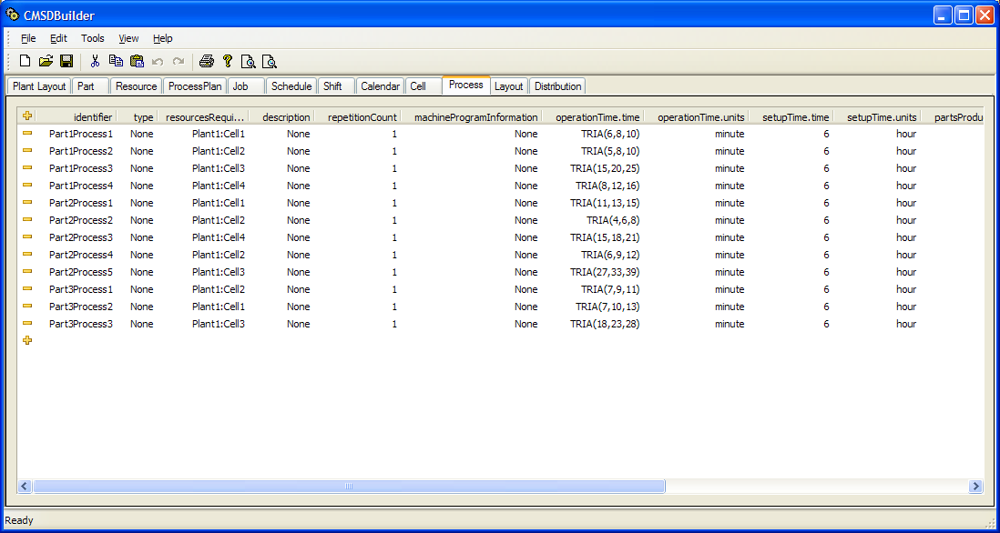 CMSDBuilder
File Edit Tools View Help
Plant Layout Part Resource ProcessPlan Job Schedule Shift Calendar Cell Process Layout Distribution
identifier type resourcesRequi... description repetitionCount machineProgramInformation operationTime.time operationTime.units setupTime.time setupTime.units partsProdu
Part1Process1 None Plant1:Cell1 None 1 None TRIA(6,8,10) minute 6 hour
Part1Process2 None Plant1:Cell2 None 1 None TRIA(5,8,10) minute 6 hour
Part1Process3 None Plant1:Cell3 None 1 None TRIA(15,20,25) minute 6 hour
Part1Process4 None Plant1:Cell4 None 1 None TRIA(8,12,16) minute 6 hour
Part2Process1 None Plant1:Cell1 None 1 None TRIA(11,13,15) minute 6 hour
Part2Process2 None Plant1:Cell2 None 1 None TRIA(4,6,8) minute 6 hour
Part2Process3 None Plant1:Cell4 None 1 None TRIA(15,18,21) minute 6 hour
Part2Process4 None Plant1:Cell2 None 1 None TRIA(6,9,12) minute 6 hour
Part2Process5 None Plant1:Cell3 None 1 None TRIA(27,33,39) minute 6 hour
Part3Process1 None Plant1:Cell2 None 1 None TRIA(7,9,11) minute 6 hour
Part3Process2 None Plant1:Cell1 None 1 None TRIA(7,10,13) minute 6 hour
Part3Process3 None Plant1:Cell3 None 1 None TRIA(18,23,28) minute 6 hour
Ready